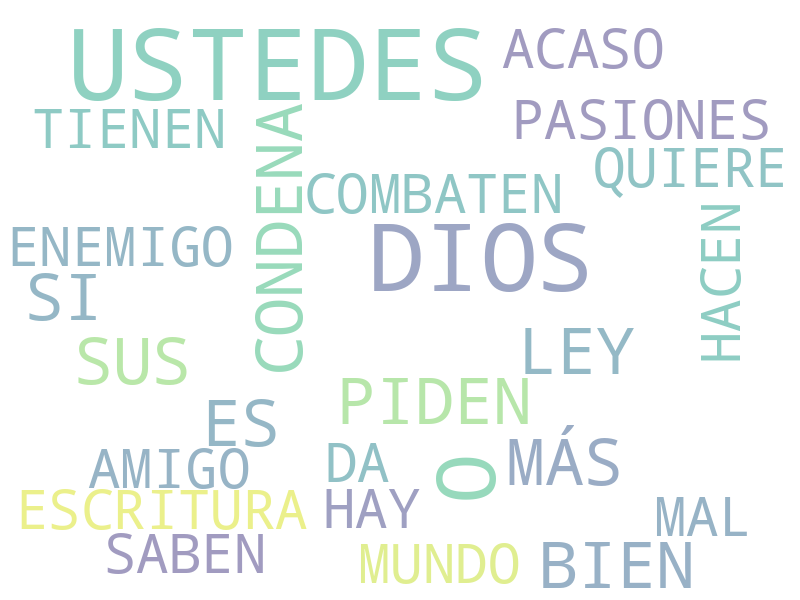 USTEDES
ACASO
TIENEN
PASIONES
CONDENA
COMBATEN
QUIERE
ENEMIGO
DIOS
HACEN
SI
SUS
LEY
PIDEN
ES
AMIGO
DA
O
MÁS
ESCRITURA
HAY
MAL
SABEN
MUNDO
BIEN